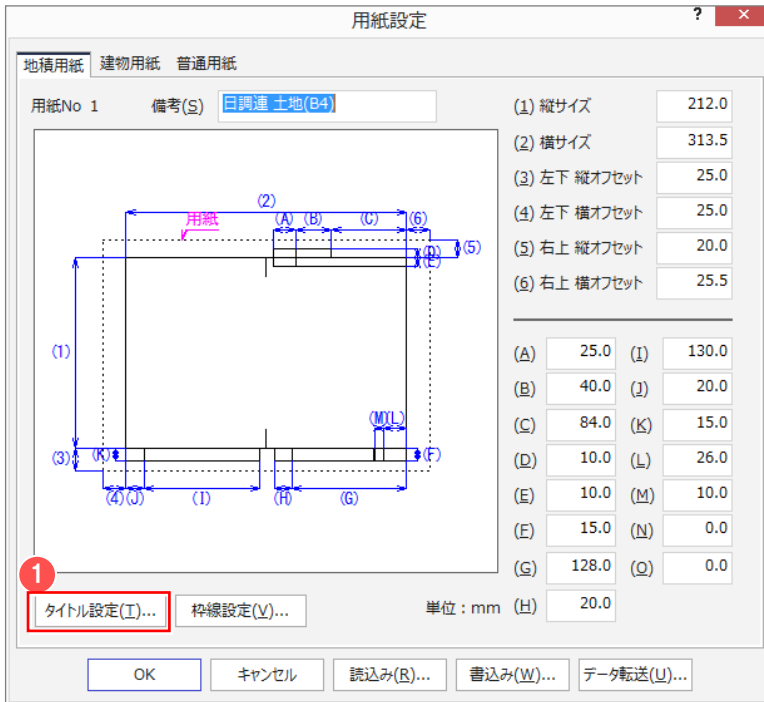 用紙設定
?
×
地積用紙 建物用紙 普通用紙
用紙No 1 備考(S) 日調連 土地(B4)
(1) 縦サイズ 212.0
(2) 横サイズ 313.5
(3) 左下 縦オフセット 25.0
(4) 左下 横オフセット 25.0
(5) 右上 縦オフセット 20.0
(6) 右上 横オフセット 25.5
(2)
用紙
(A) (B) (C) (6)
(D) (5)
(E)
(1)
(M)(L)
(3) (K) (F)
(4) (J) (I) (H) (G)
(A) 25.0 (I) 130.0
(B) 40.0 (J) 20.0
(C) 84.0 (K) 15.0
(D) 10.0 (L) 26.0
(E) 10.0 (M) 10.0
(F) 15.0 (N) 0.0
(G) 128.0 (O) 0.0
単位：mm (H) 20.0
1
タイトル設定(T)... 枠線設定(V)...
OK キャンセル 読込み(R)... 書込み(W)... データ転送(U)...